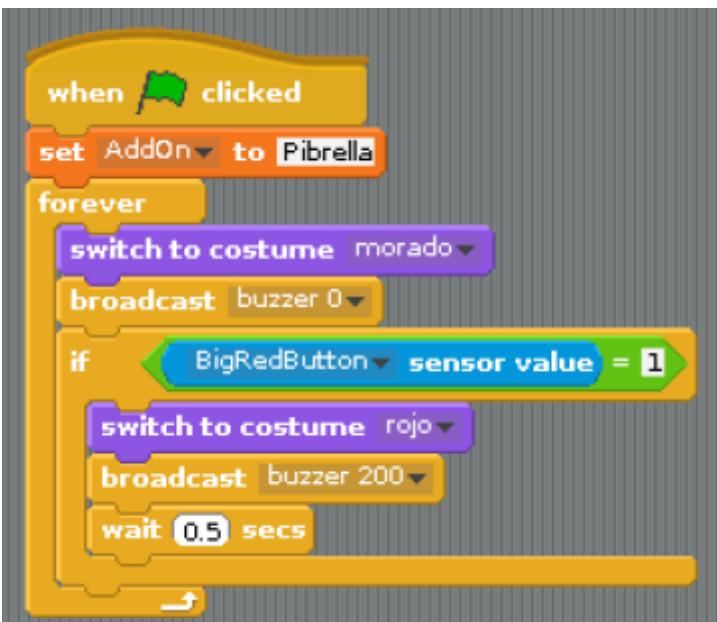 when clicked
set AddOn to Pibrella
forever
switch to costume morado
broadcast buzzer 0
if BigRedButton sensor value = 1
switch to costume rojo
broadcast buzzer 200
wait 0.5 secs